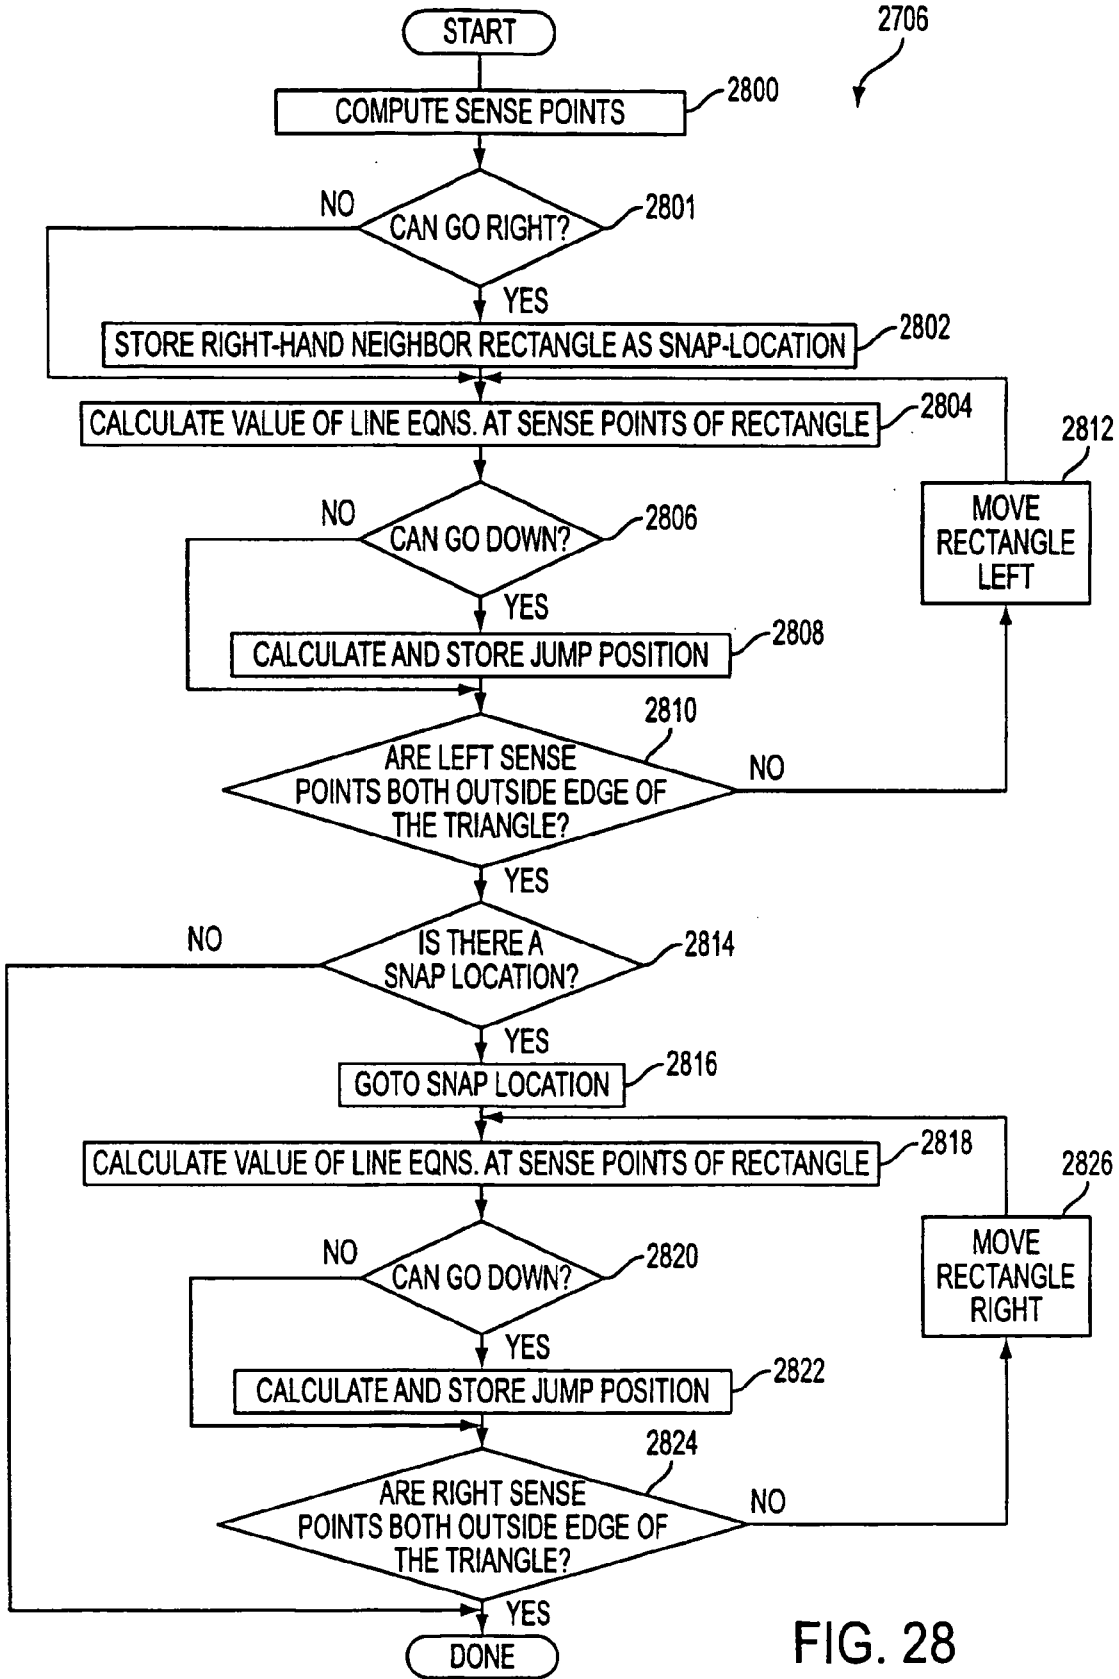 START
2706
COMPUTE SENSE POINTS
2800
NO
CAN GO RIGHT?
2801
YES
STORE RIGHT-HAND NEIGHBOR RECTANGLE AS SNAP-LOCATION
2802
CALCULATE VALUE OF LINE EQNS. AT SENSE POINTS OF RECTANGLE
2804
2812
MOVE
RECTANGLE
LEFT
NO
CAN GO DOWN?
2806
YES
CALCULATE AND STORE JUMP POSITION
2808
2810
ARE LEFT SENSE
POINTS BOTH OUTSIDE EDGE OF
THE TRIANGLE?
NO
YES
NO
IS THERE A
SNAP LOCATION?
2814
YES
GOTO SNAP LOCATION
2816
CALCULATE VALUE OF LINE EQNS. AT SENSE POINTS OF RECTANGLE
2818
2826
MOVE
RECTANGLE
RIGHT
NO
CAN GO DOWN?
2820
YES
CALCULATE AND STORE JUMP POSITION
2822
2824
ARE RIGHT SENSE
POINTS BOTH OUTSIDE EDGE OF
THE TRIANGLE?
NO
YES
DONE
FIG. 28